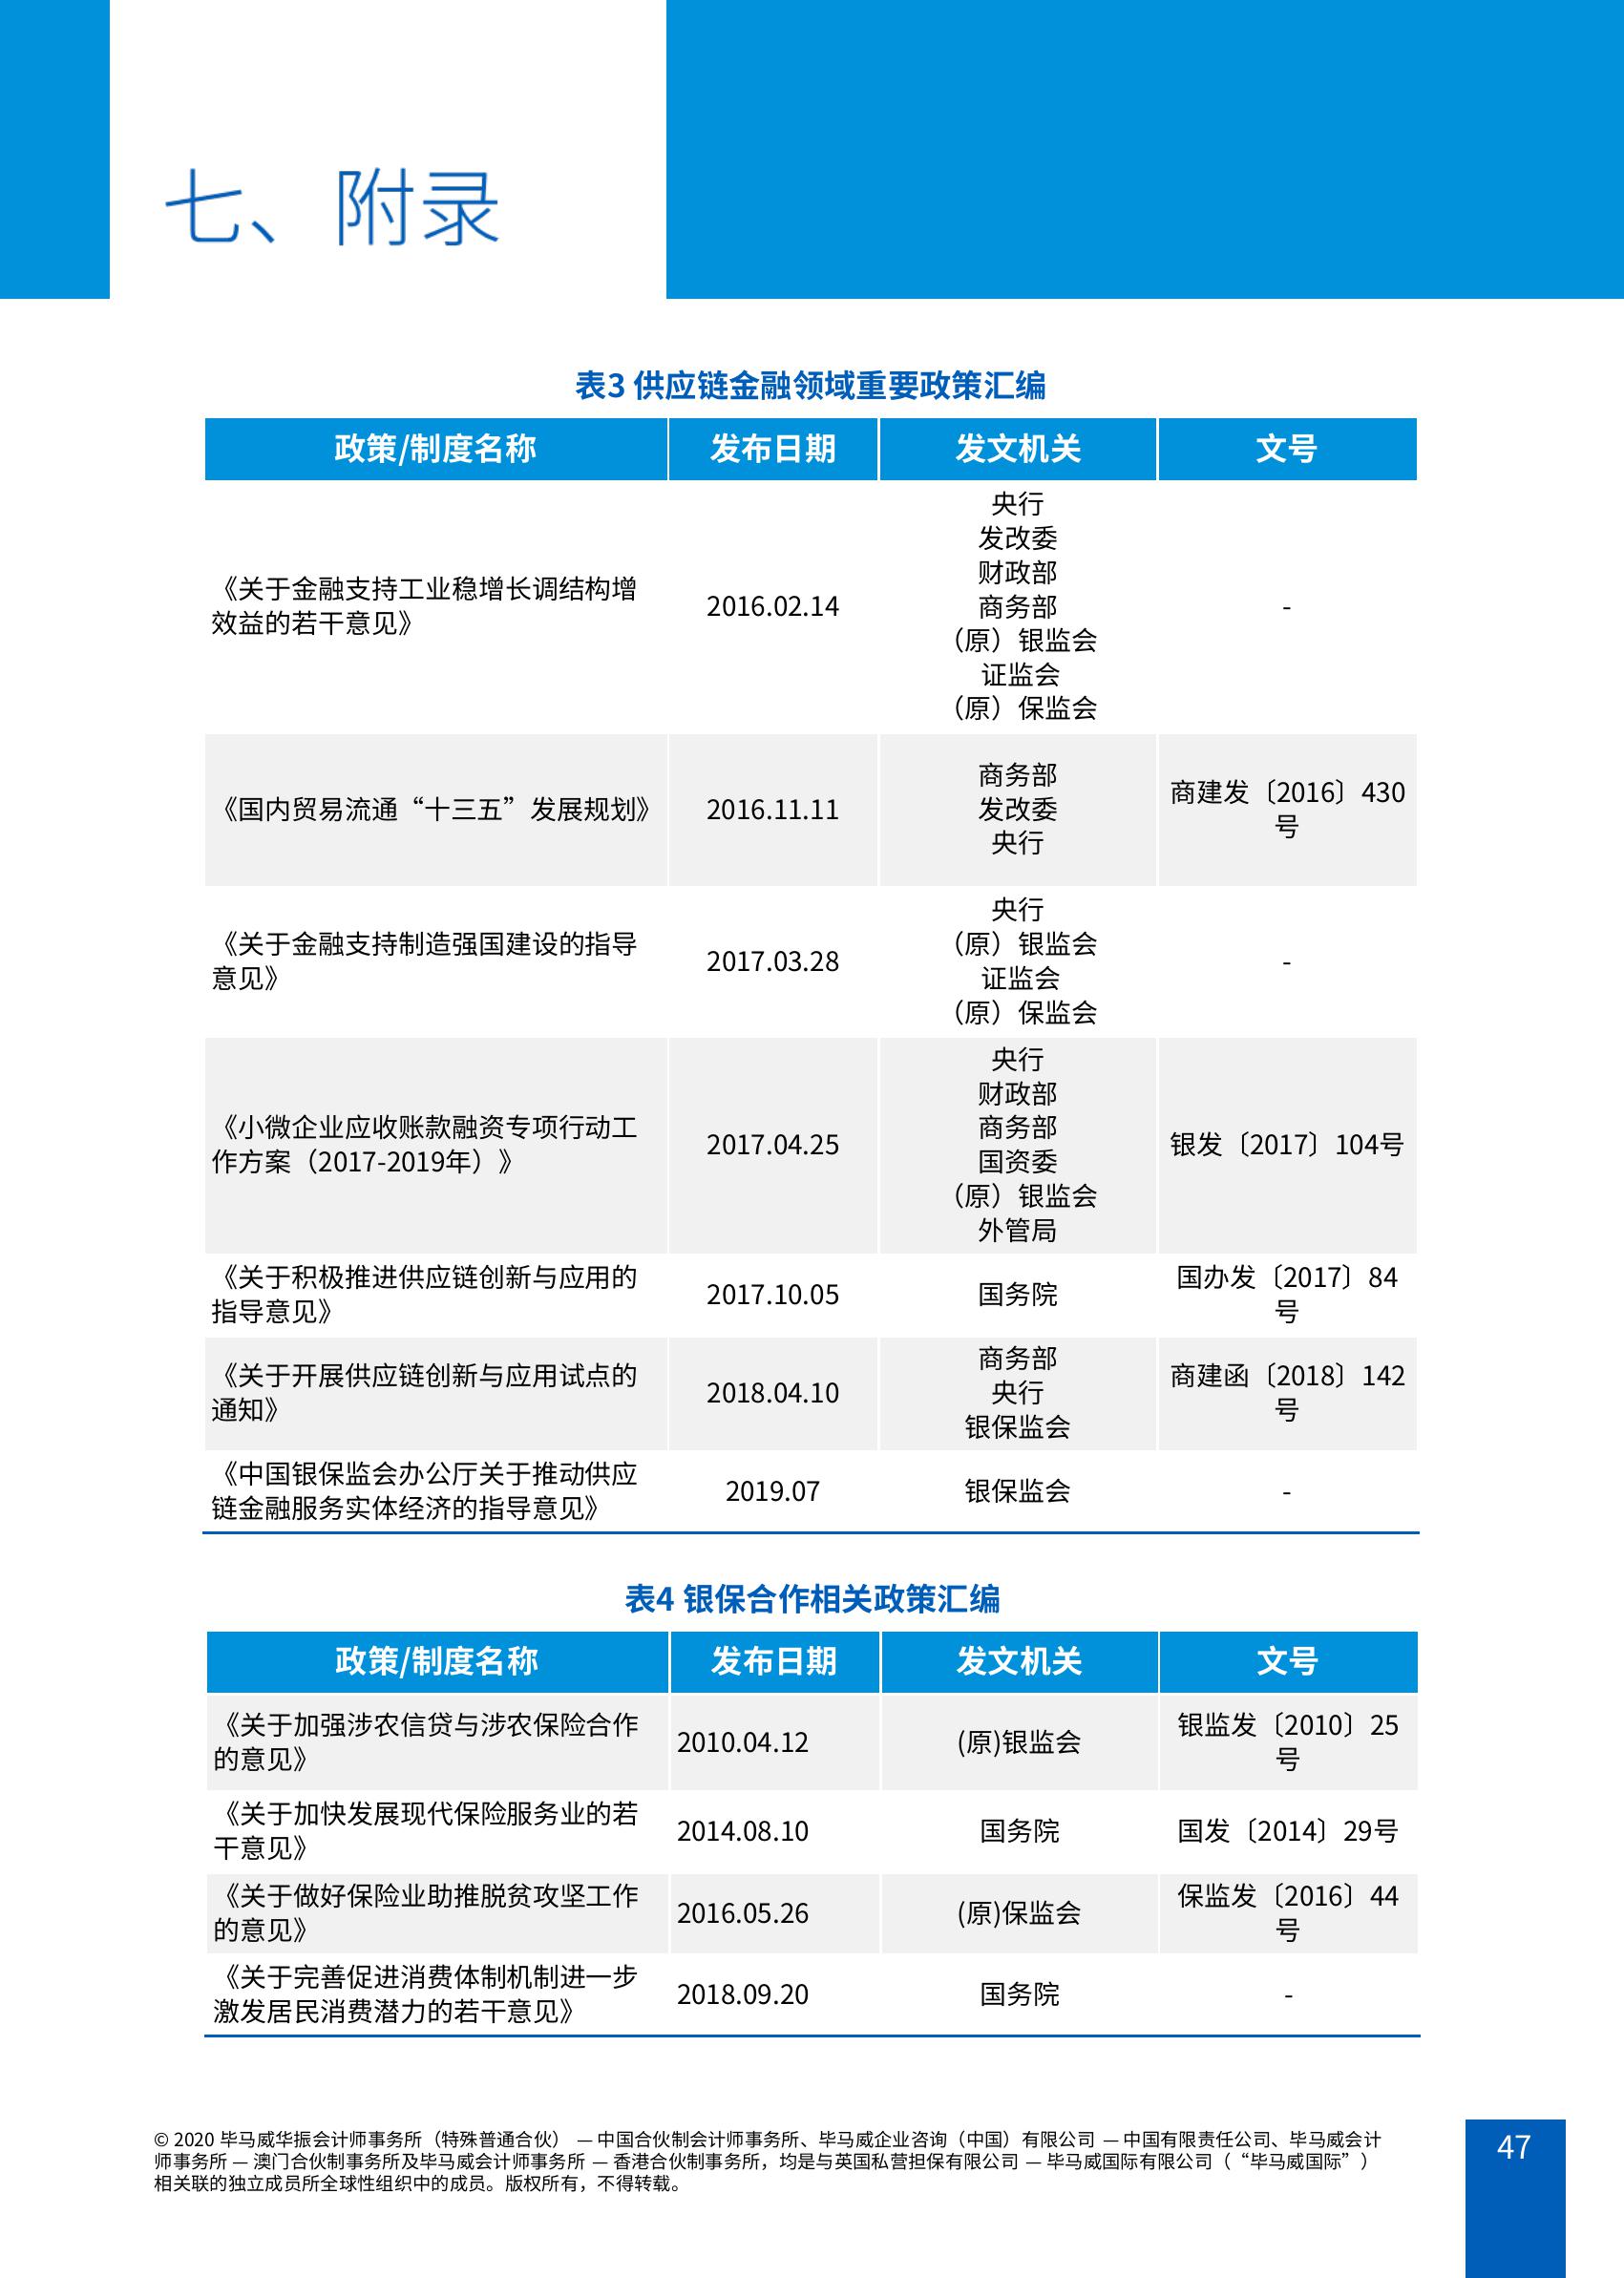 七、附录
表3 供应链金融领域重要政策汇编
政策/制度名称 发布日期 发文机关 文号
《关于金融支持工业稳增长调结构增
效益的若干意见》
2016.02.14
央行
发改委
财政部
商务部
（原）银监会
证监会
（原）保监会
-
《国内贸易流通“十三五”发展规划》
2016.11.11
商务部
发改委
央行
商建发〔2016〕430
号
《关于金融支持制造强国建设的指导
意见》
2017.03.28
央行
（原）银监会
证监会
（原）保监会
-
《小微企业应收账款融资专项行动工
作方案（2017-2019年）》
2017.04.25
央行
财政部
商务部
国资委
（原）银监会
外管局
银发〔2017〕104号
《关于积极推进供应链创新与应用的
指导意见》
2017.10.05
国务院
国办发〔2017〕84
号
《关于开展供应链创新与应用试点的
通知》
2018.04.10
商务部
央行
银保监会
商建函〔2018〕142
号
《中国银保监会办公厅关于推动供应
链金融服务实体经济的指导意见》
2019.07
银保监会
-
表4 银保合作相关政策汇编
政策/制度名称 发布日期 发文机关 文号
《关于加强涉农信贷与涉农保险合作
的意见》
2010.04.12
(原)银监会
银监发〔2010〕25
号
《关于加快发展现代保险服务业的若
干意见》
2014.08.10
国务院
国发〔2014〕29号
《关于做好保险业助推脱贫攻坚工作
的意见》
2016.05.26
(原)保监会
保监发〔2016〕44
号
《关于完善促进消费体制机制进一步
激发居民消费潜力的若干意见》
2018.09.20
国务院
-
© 2020 毕马威华振会计师事务所（特殊普通合伙） — 中国合伙制会计师事务所、毕马威企业咨询（中国）有限公司 — 中国有限责任公司、毕马威会计
师事务所 — 澳门合伙制事务所及毕马威会计师事务所 — 香港合伙制事务所，均是与英国私营担保有限公司 — 毕马威国际有限公司（“毕马威国际”）
相关联的独立成员所全球性组织中的成员。版权所有，不得转载。
47